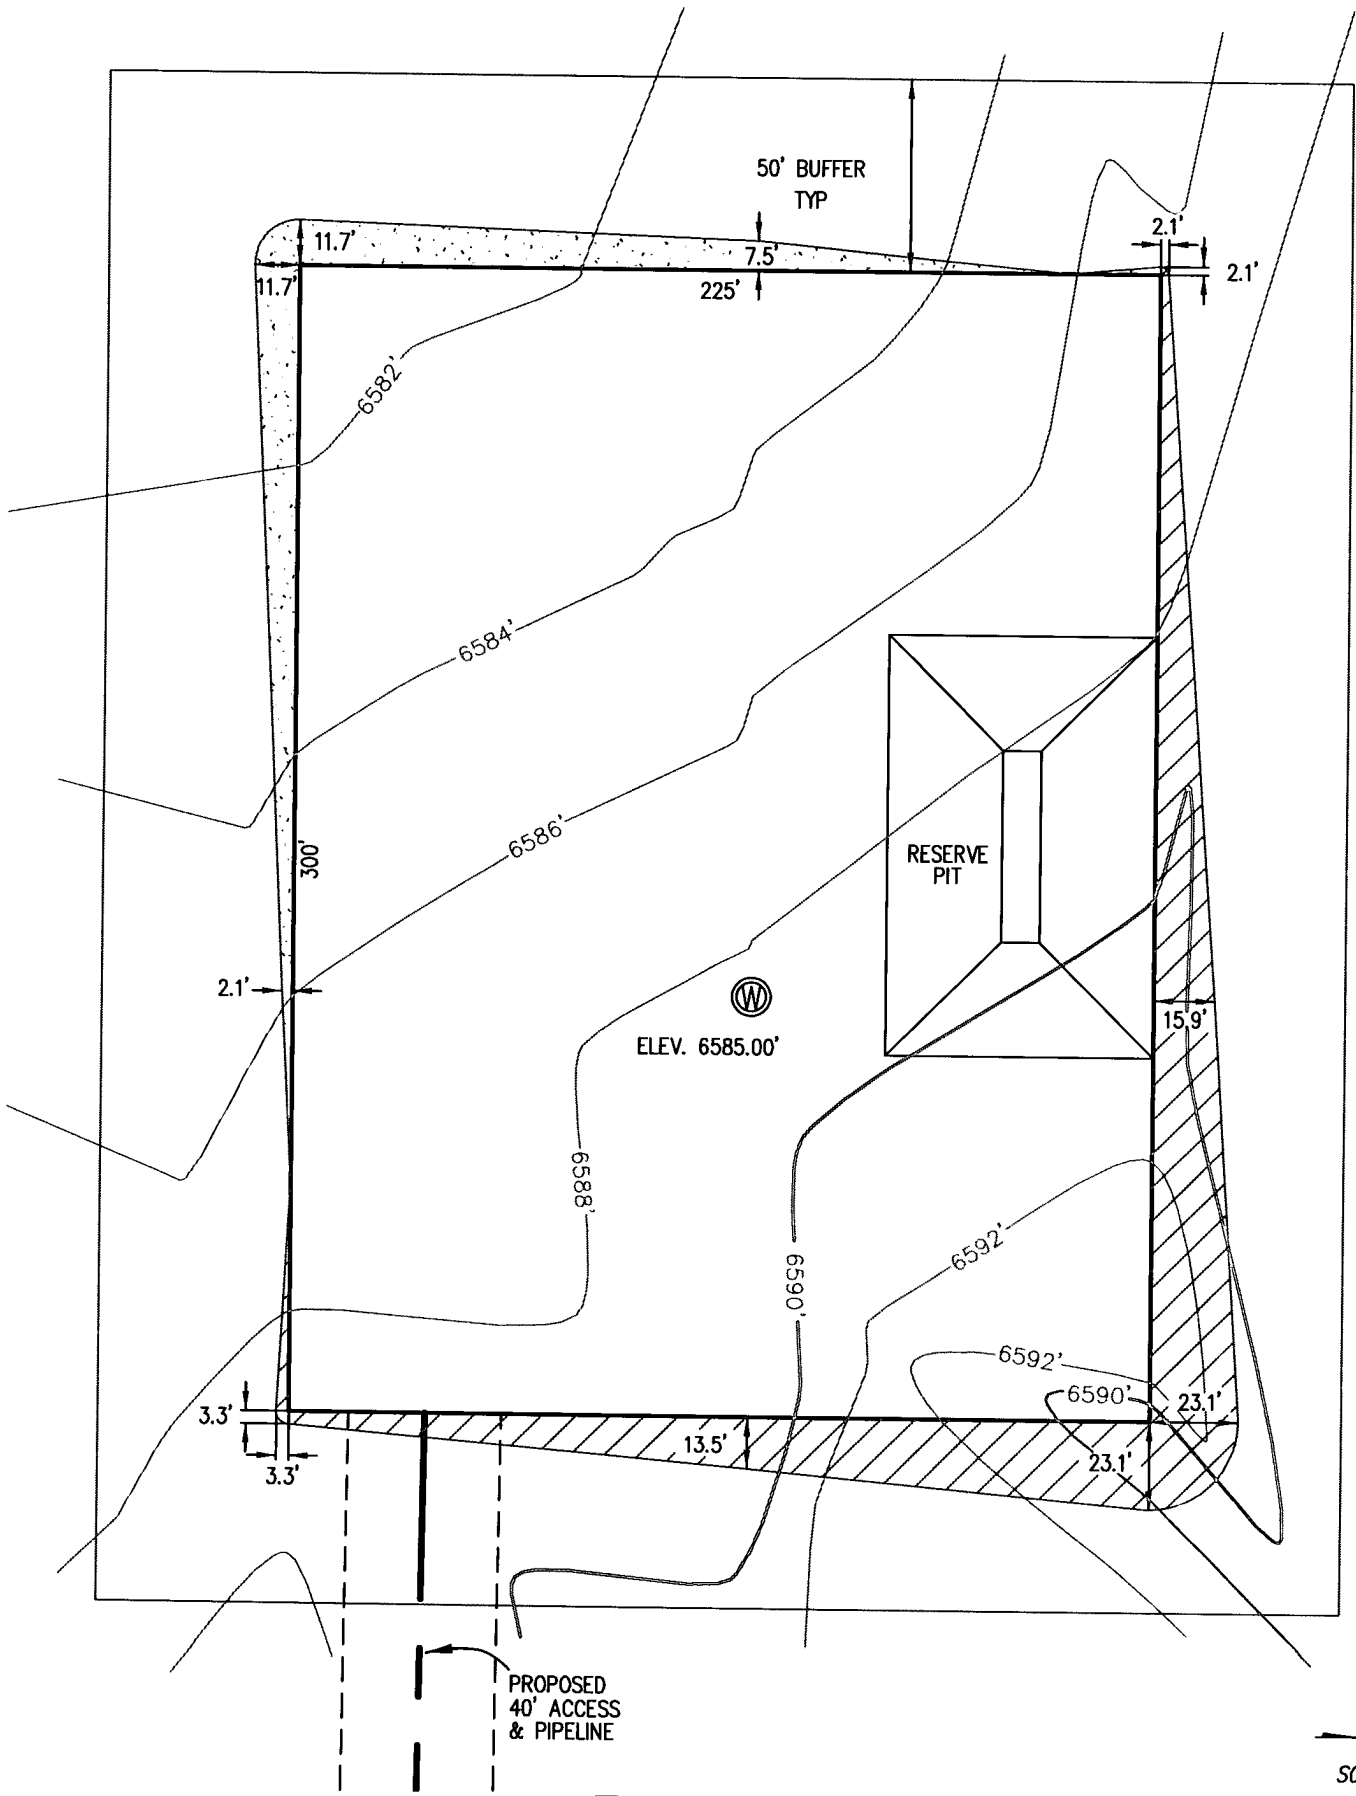 50' BUFFER
TYP
2.1'
11.7'
7.5'
2.1'
11.7'
225'
6582'
6584'
6586'
300'
RESERVE
PIT
2.1'
W
15.9'
ELEV. 6585.00'
6588'
6592'
6590'
6592'
6590'
23.1'
3.3'
13.5'
23.1'
3.3'
PROPOSED
40' ACCESS
& PIPELINE